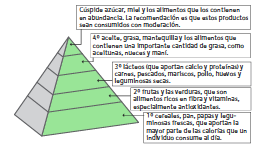 Cúspide azúcar, miel y los alimentos que los contienen
en abundancia. La recomendación es que estos productos
sean consumidos con moderación.
4º aceite, grasa, mantequilla y los alimentos que
contienen una importante cantidad de grasa, como
aceitunas, nueces y maní.
3º lácteos que aportan calcio y proteínas y
carnes, pescados, mariscos, pollo, huevos y
leguminosas secas.
2º frutas y las verduras, que son
alimentos ricos en fibra y vitaminas,
especialmente antioxidantes.
1º cereales, pan, papas y legu-
minosas frescas, que aportan la
mayor parte de las calorías que un
individuo consume al día.